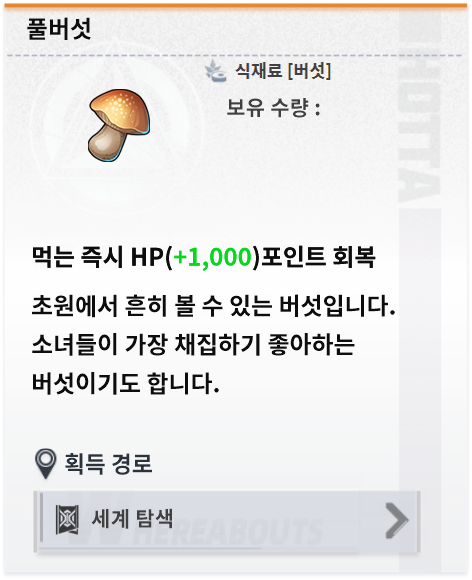 풀버섯
식재료 [버섯]
보유 수량 :
HOTTA
먹는 즉시 HP(+1,000)포인트 회복
초원에서 흔히 볼 수 있는 버섯입니다.
소녀들이 가장 채집하기 좋아하는
버섯이기도 합니다.
획득 경로
세계 탐색
WHEREABOUTS